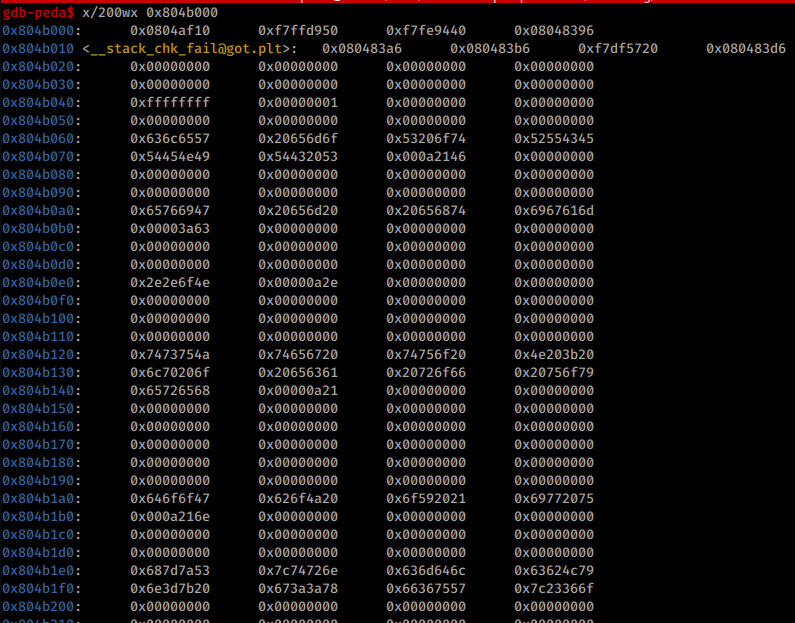 gdb-peda$ x/200wx 0x804b000
0x804b000: 0x0804af10 0xf7ffd950 0xf7fe9440 0x08048396
0x804b010 <__stack_chk_fail@got.plt>: 0x080483a6 0x080483b6 0xf7df5720 0x080483d6
0x804b020: 0x00000000 0x00000000 0x00000000 0x00000000
0x804b030: 0x00000000 0x00000000 0x00000000 0x00000000
0x804b040: 0xffffffff 0x00000001 0x00000000 0x00000000
0x804b050: 0x00000000 0x00000000 0x00000000 0x00000000
0x804b060: 0x636c6557 0x20656d6f 0x53206f74 0x52554345
0x804b070: 0x54454e49 0x54432053 0x000a2146 0x00000000
0x804b080: 0x00000000 0x00000000 0x00000000 0x00000000
0x804b090: 0x00000000 0x00000000 0x00000000 0x00000000
0x804b0a0: 0x65766947 0x20656d20 0x20656874 0x6967616d
0x804b0b0: 0x00003a63 0x00000000 0x00000000 0x00000000
0x804b0c0: 0x00000000 0x00000000 0x00000000 0x00000000
0x804b0d0: 0x00000000 0x00000000 0x00000000 0x00000000
0x804b0e0: 0x2e2e6f4e 0x00000a2e 0x00000000 0x00000000
0x804b0f0: 0x00000000 0x00000000 0x00000000 0x00000000
0x804b100: 0x00000000 0x00000000 0x00000000 0x00000000
0x804b110: 0x00000000 0x00000000 0x00000000 0x00000000
0x804b120: 0x7473754a 0x74656720 0x74756f20 0x4e203b20
0x804b130: 0x6c70206f 0x20656361 0x20726f66 0x20756f79
0x804b140: 0x65726568 0x00000a21 0x00000000 0x00000000
0x804b150: 0x00000000 0x00000000 0x00000000 0x00000000
0x804b160: 0x00000000 0x00000000 0x00000000 0x00000000
0x804b170: 0x00000000 0x00000000 0x00000000 0x00000000
0x804b180: 0x00000000 0x00000000 0x00000000 0x00000000
0x804b190: 0x00000000 0x00000000 0x00000000 0x00000000
0x804b1a0: 0x646f6f47 0x626f4a20 0x6f592021 0x69772075
0x804b1b0: 0x000a216e 0x00000000 0x00000000 0x00000000
0x804b1c0: 0x00000000 0x00000000 0x00000000 0x00000000
0x804b1d0: 0x00000000 0x00000000 0x00000000 0x00000000
0x804b1e0: 0x687d7a53 0x7c74726e 0x636d646c 0x63624c79
0x804b1f0: 0x6e3d7b20 0x673a3a78 0x66367557 0x7c23366f
0x804b200: 0x00000000 0x00000000 0x00000000 0x00000000